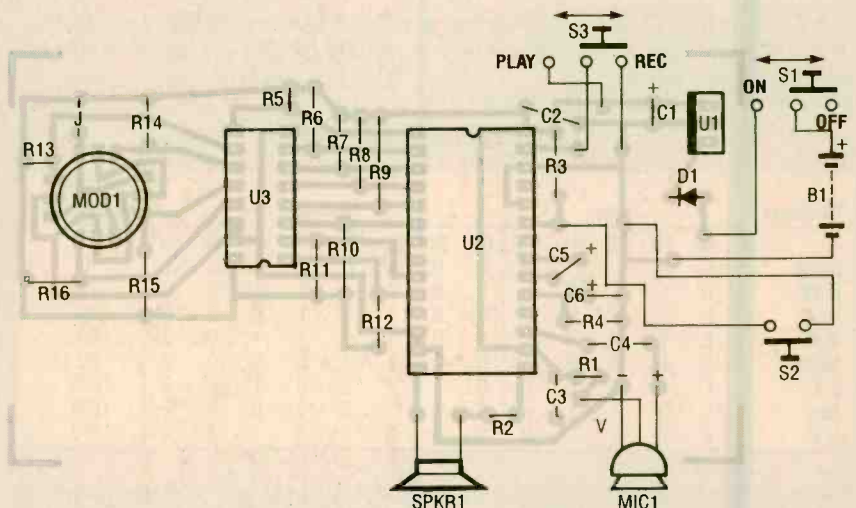 S3
PLAY REC
S1
ON
OFF
+
C1
U1
R5
R6
C2
J R14
R7
R8
R3
R13
R9
D1
MOD1
U3
+
B1
U2
R10
C5 +
R11
+
C6
R16
R15
R12
R4
C4
S2
R1 - +
C3
R2
V
SPKR1
MIC1